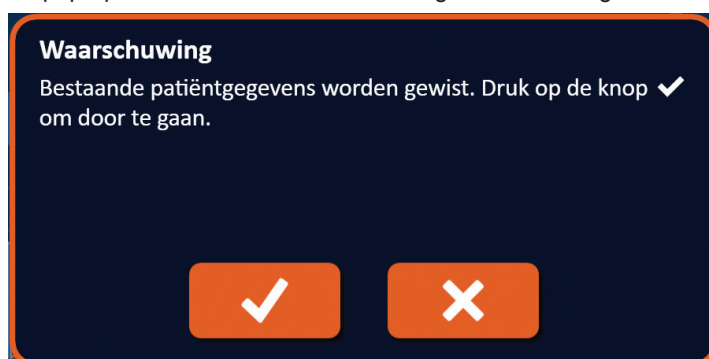 Waarschuwing
Bestaande patiëntgegevens worden gewist. Druk op de knop ✔
om door te gaan.